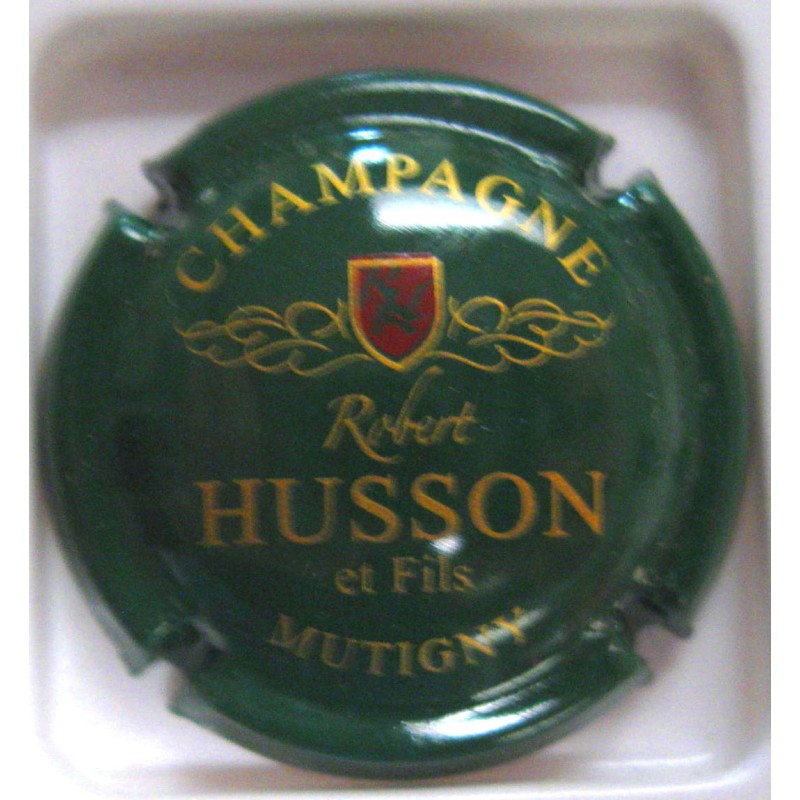 CHAMPAGNE
Robert
HUSSON
et Fils
MUTIGNY